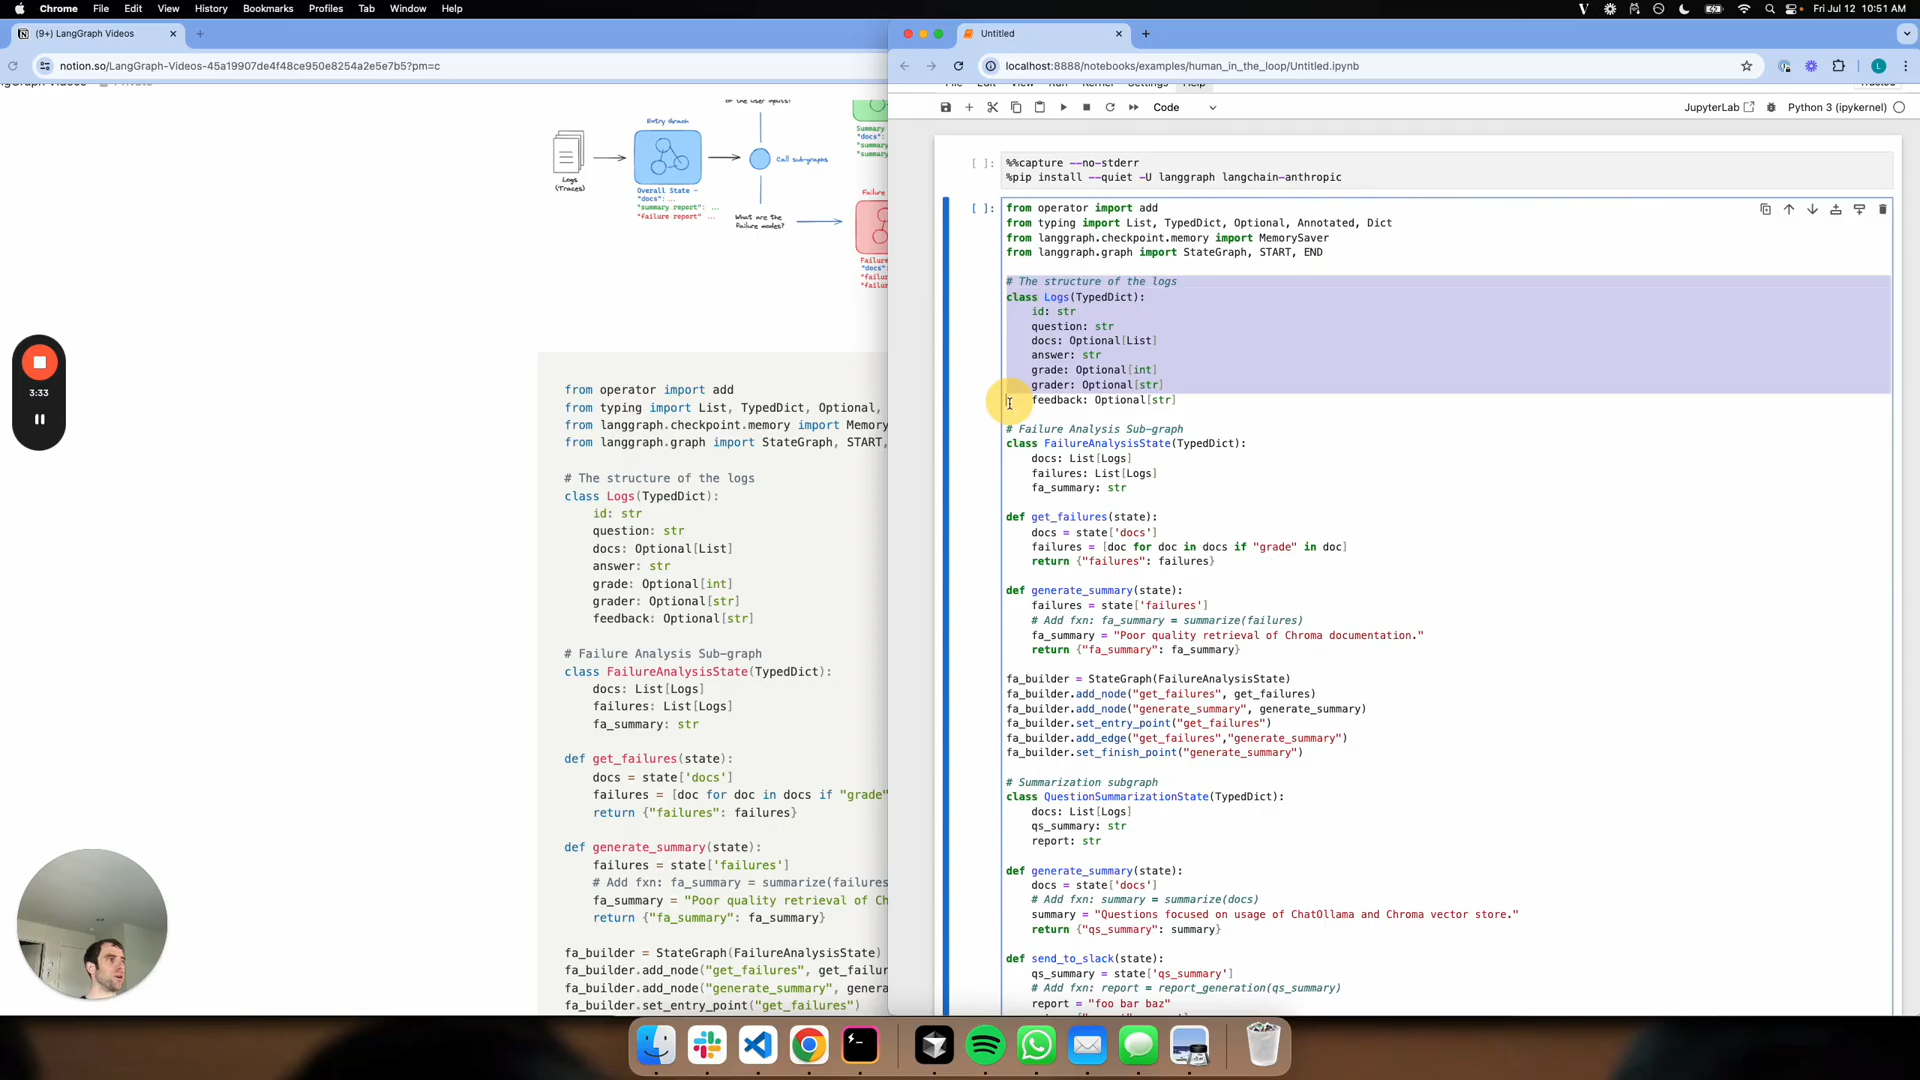 Chrome File Edit View History Bookmarks Profiles Tab Window Help
Fri Jul 12 10:51 AM
(9+) LangGraph Videos
notion.so/LangGraph-Videos-45a19907de4f48ce950e8254a2e5e7b5?pm=c
of the user inputs?
Entry Graph
Call sub-graphs
Logs
(Traces)
Overall State -
"docs": ...
"summary report": ...
"failure report" ...
What are the
Failure modes?
Summary
"docs":
"summa
"summa
Failure
Failure
"docs"
"failur
"failur
from operator import add
from typing import List, TypedDict, Optional,
from langgraph.checkpoint.memory import Memory
from langgraph.graph import StateGraph, START,
# The structure of the logs
class Logs(TypedDict):
id: str
question: str
docs: Optional[List]
answer: str
grade: Optional[int]
grader: Optional[str]
feedback: Optional[str]
# Failure Analysis Sub-graph
class FailureAnalysisState(TypedDict):
docs: List[Logs]
failures: List[Logs]
fa_summary: str
def get_failures(state):
docs = state['docs']
failures = [doc for doc in docs if "grade"
return {"failures": failures}
def generate_summary(state):
failures = state['failures']
# Add fxn: fa_summary = summarize(failures
fa_summary = "Poor quality retrieval of Ch
return {"fa_summary": fa_summary}
fa_builder = StateGraph(FailureAnalysisState)
fa_builder.add_node("get_failures", get_failur
fa_builder.add_node("generate_summary", genera
fa_builder.set_entry_point("get_failures")
3:33
Untitled
localhost:8888/notebooks/examples/human_in_the_loop/Untitled.ipynb
File Edit View Run Kernel Settings Help
Trusted
Code
JupyterLab
Python 3 (ipykernel)
[ ]: %%capture --no-stderr
%pip install --quiet -U langgraph langchain-anthropic
[ ]: from operator import add
from typing import List, TypedDict, Optional, Annotated, Dict
from langgraph.checkpoint.memory import MemorySaver
from langgraph.graph import StateGraph, START, END
# The structure of the logs
class Logs(TypedDict):
id: str
question: str
docs: Optional[List]
answer: str
grade: Optional[int]
grader: Optional[str]
feedback: Optional[str]
# Failure Analysis Sub-graph
class FailureAnalysisState(TypedDict):
docs: List[Logs]
failures: List[Logs]
fa_summary: str
def get_failures(state):
docs = state['docs']
failures = [doc for doc in docs if "grade" in doc]
return {"failures": failures}
def generate_summary(state):
failures = state['failures']
# Add fxn: fa_summary = summarize(failures)
fa_summary = "Poor quality retrieval of Chroma documentation."
return {"fa_summary": fa_summary}
fa_builder = StateGraph(FailureAnalysisState)
fa_builder.add_node("get_failures", get_failures)
fa_builder.add_node("generate_summary", generate_summary)
fa_builder.set_entry_point("get_failures")
fa_builder.add_edge("get_failures","generate_summary")
fa_builder.set_finish_point("generate_summary")
# Summarization subgraph
class QuestionSummarizationState(TypedDict):
docs: List[Logs]
qs_summary: str
report: str
def generate_summary(state):
docs = state['docs']
# Add fxn: summary = summarize(docs)
summary = "Questions focused on usage of ChatOllama and Chroma vector store."
return {"qs_summary": summary}
def send_to_slack(state):
qs_summary = state['qs_summary']
# Add fxn: report = report_generation(qs_summary)
report = "foo bar baz"